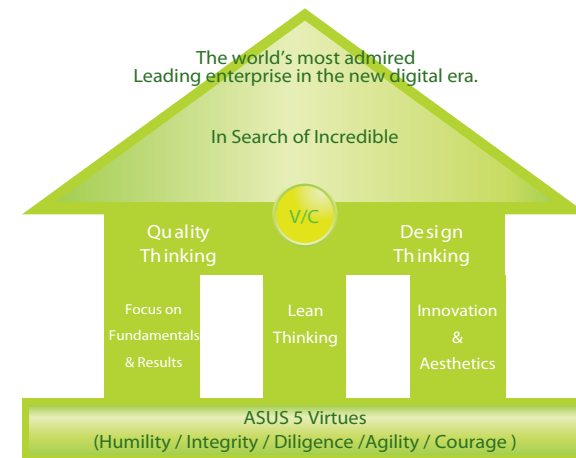 The world's most admired
Leading enterprise in the new digital era.
In Search of Incredible
V/C
Quality
Thinking
Design
Thinking
Focus on
Fundamentals
& Results
Lean
Thinking
Innovation
&
Aesthetics
ASUS 5 Virtues
(Humility / Integrity / Diligence /Agility / Courage )